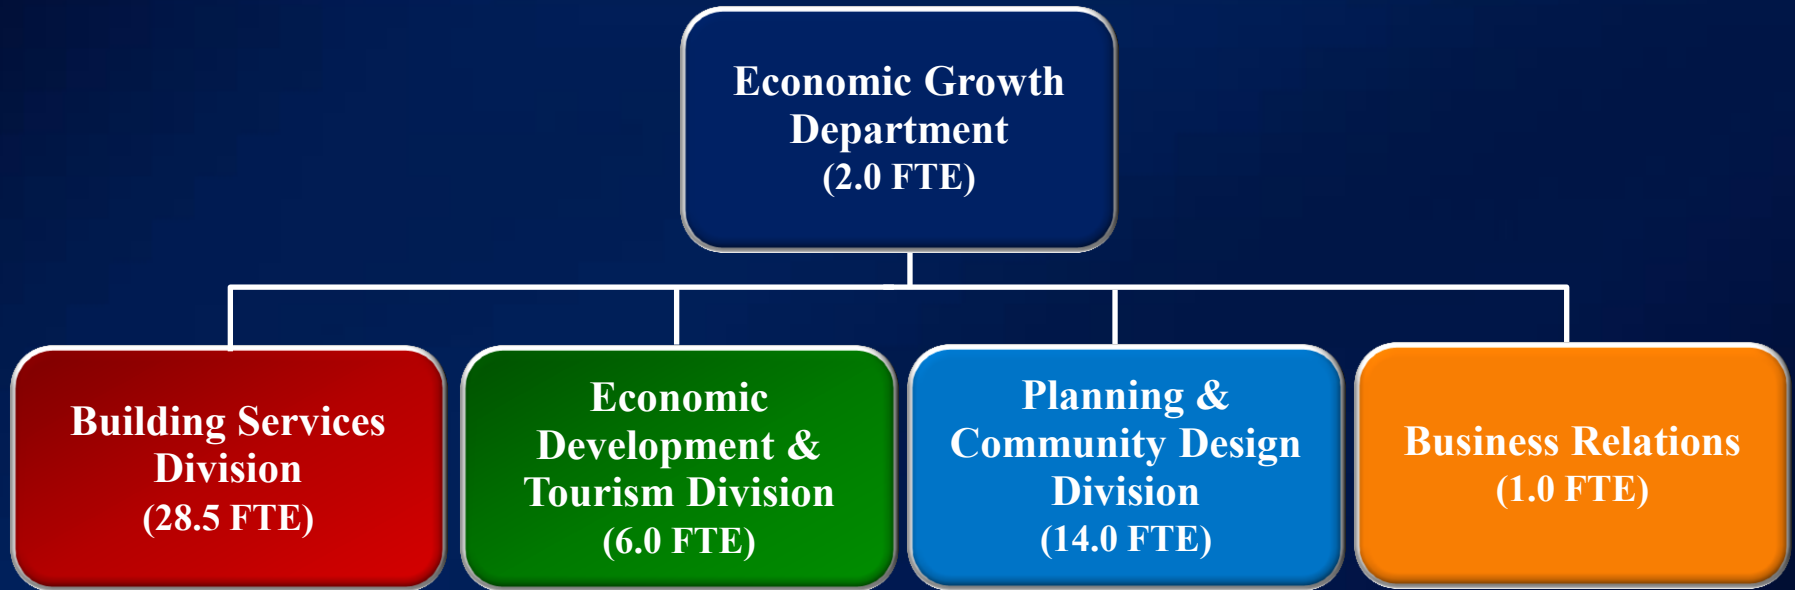 Economic Growth
Department
(2.0 FTE)
Building Services
Division
(28.5 FTE)
Economic
Development &
Tourism Division
(6.0 FTE)
Planning &
Community Design
Division
(14.0 FTE)
Business Relations
(1.0 FTE)